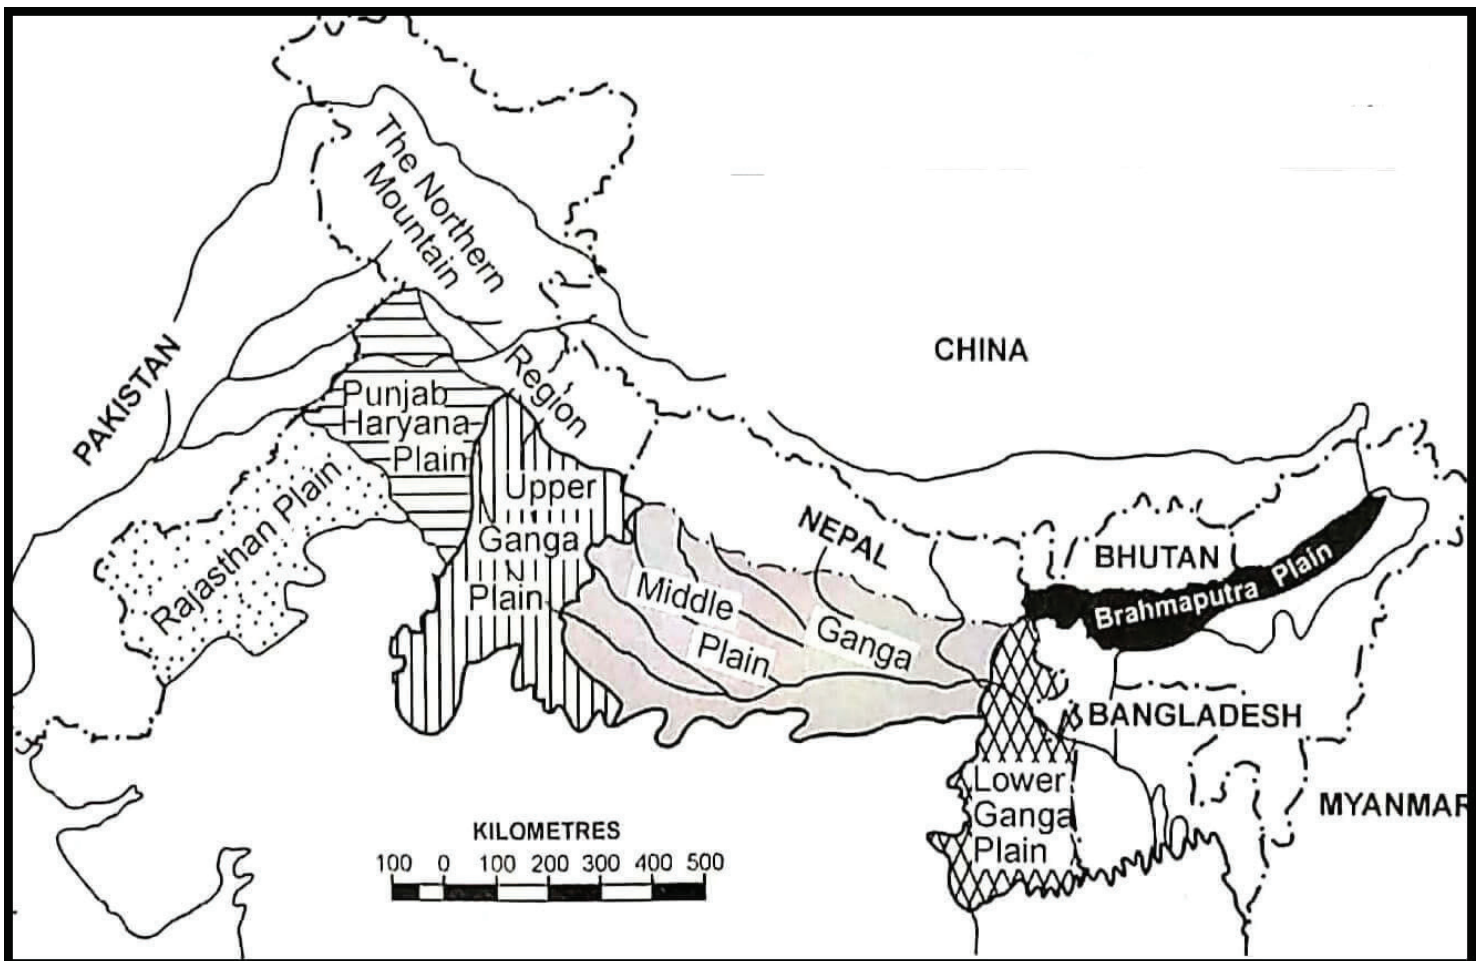 The Northern
Mountain
Region
PAKISTAN
CHINA
Punjab
Haryana
Plain
Rajasthan Plain
Upper
Ganga
Plain
NEPAL
BHUTAN
Brahmaputra Plain
Middle
Ganga
Plain
BANGLADESH
MYANMAR
Lower
Ganga
Plain
KILOMETRES
100 0 100 200 300 400 500